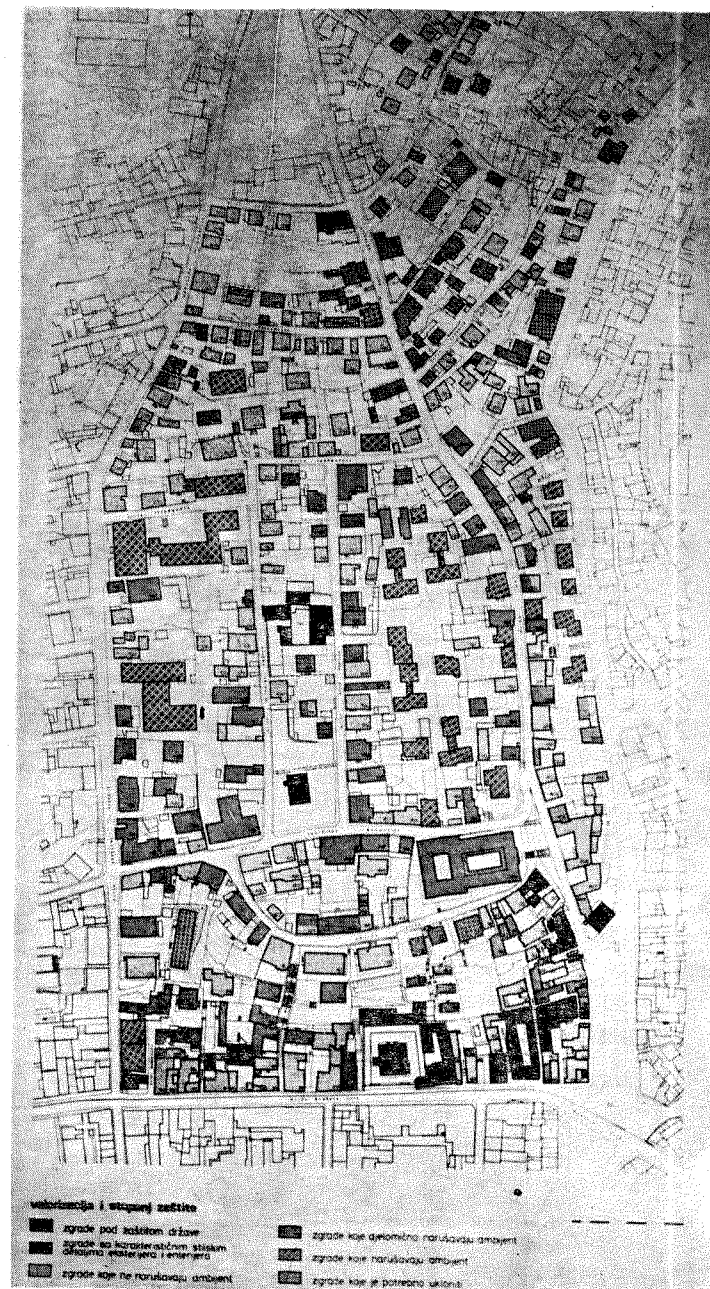 valorizacija i stupanj zaštite
zgrade pod zaštitom države
zgrade sa karakterističnim stilskim
detaljima eksterijera i enterijera
zgrade koje ne narušavaju ambijent
zgrade koje djelomično narušavaju ambijent
zgrade koje narušavaju ambijent
zgrade koje je potrebno ukloniti